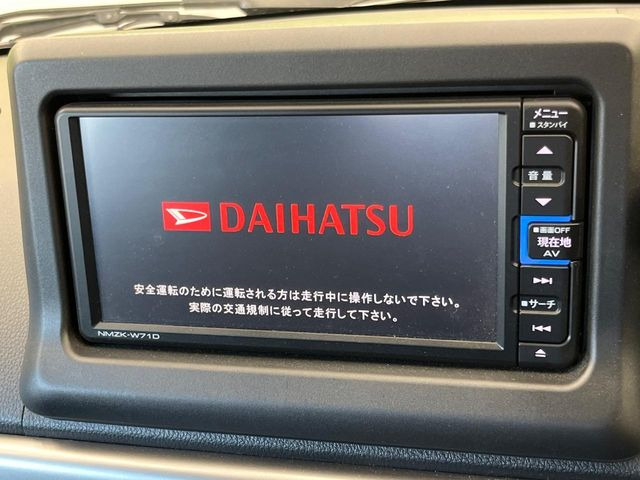 DAIHATSU
安全運転のために運転される方は走行中に操作しないで下さい。
実際の交通規制に従って走行して下さい。
NMZK-W71D
メニュー
スタンバイ
音量
画面OFF
現在地
AV
サーチ